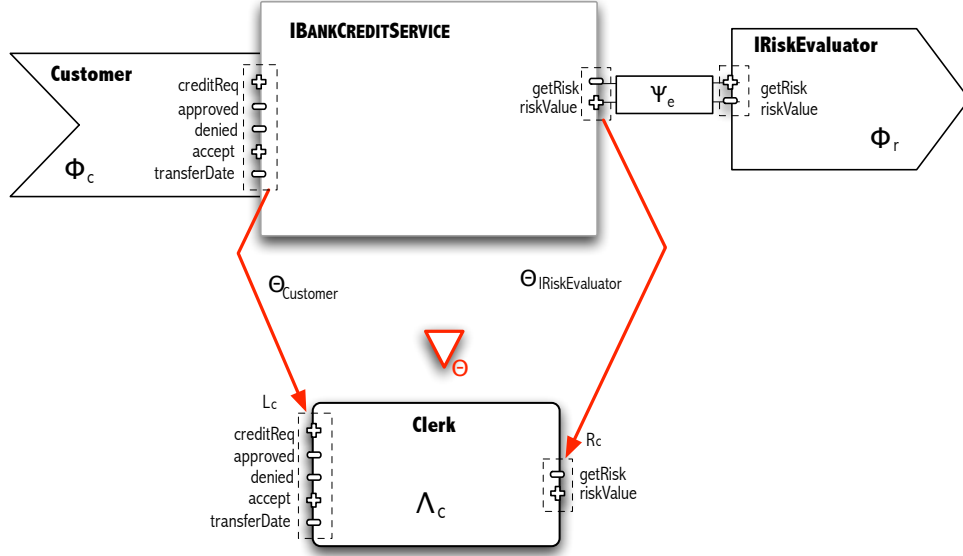 IBANKCREDITSERVICE
Customer
creditReq
approved
denied
accept
transferDate
Φc
getRisk
riskValue
Ψe
IRiskEvaluator
getRisk
riskValue
Φr
ΘCustomer
ΘIRiskEvaluator
Θ
Lc
Clerk
creditReq
approved
denied
accept
transferDate
Λc
Rc
getRisk
riskValue